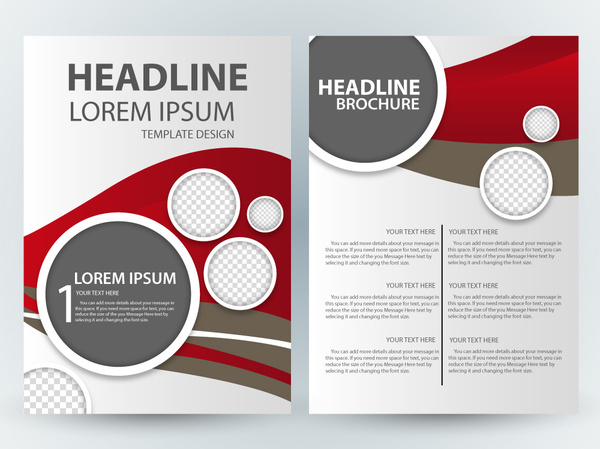 HEADLINE
LOREM IPSUM
TEMPLATE DESIGN
1
LOREM IPSUM
YOUR TEXT HERE
You can add more details about your message in
this space. If you need more space for text, you can
reduce the size of you Message Here text by
selecting it and changing the font size.
HEADLINE
BROCHURE
YOUR TEXT HERE
You can add more details about your message in
this space. If you need more space for text, you can
reduce the size of you Message Here text by
selecting it and changing the font size.
YOUR TEXT HERE
You can add more details about your message in
this space. If you need more space for text, you can
reduce the size of you Message Here text by
selecting it and changing the font size.
YOUR TEXT HERE
You can add more details about your message in
this space. If you need more space for text, you can
reduce the size of you Message Here text by
selecting it and changing the font size.
YOUR TEXT HERE
You can add more details about your message in
this space. If you need more space for text, you can
reduce the size of you Message Here text by
selecting it and changing the font size.
YOUR TEXT HERE
You can add more details about your message in
this space. If you need more space for text, you can
reduce the size of you Message Here text by
selecting it and changing the font size.
YOUR TEXT HERE
You can add more details about your message in
this space. If you need more space for text, you can
reduce the size of you Message Here text by
selecting it and changing the font size.